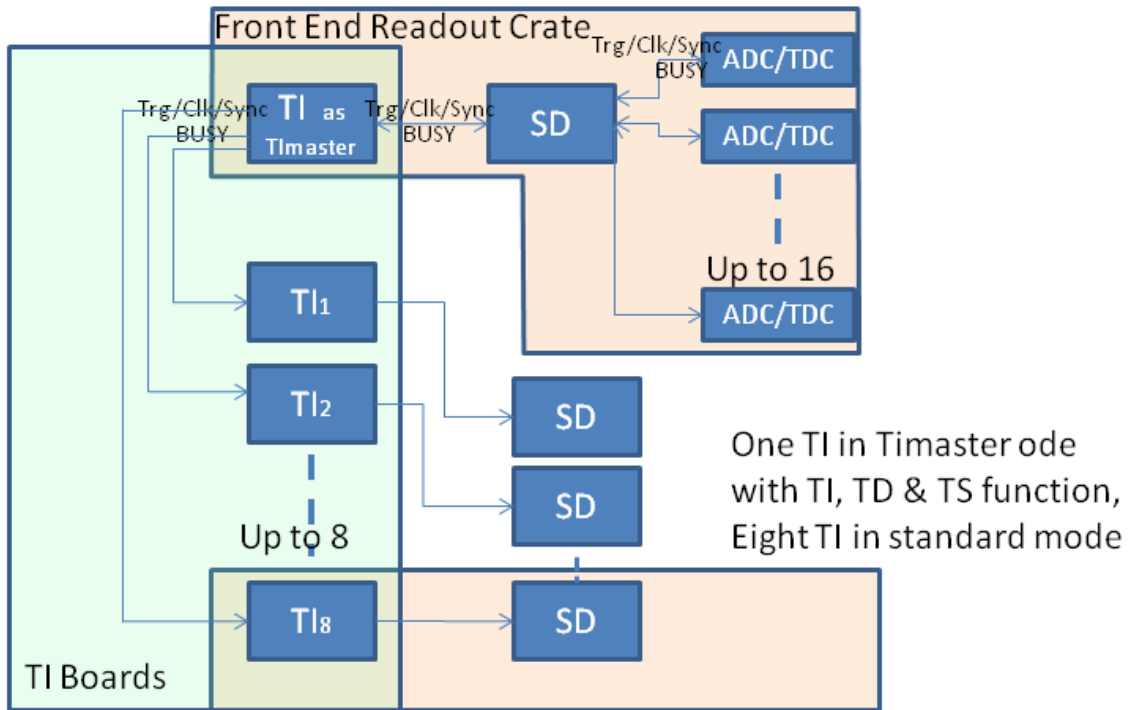 Front End Readout Crate
Trg/Clk/Sync
BUSY
ADC/TDC
Trg/Clk/Sync
BUSY
TI as
TImaster
Trg/Clk/Sync
BUSY
SD
ADC/TDC
Up to 16
ADC/TDC
TI1
TI2
SD
SD
One TI in Timaster ode
with TI, TD & TS function,
Eight TI in standard mode
Up to 8
TI8
SD
TI Boards